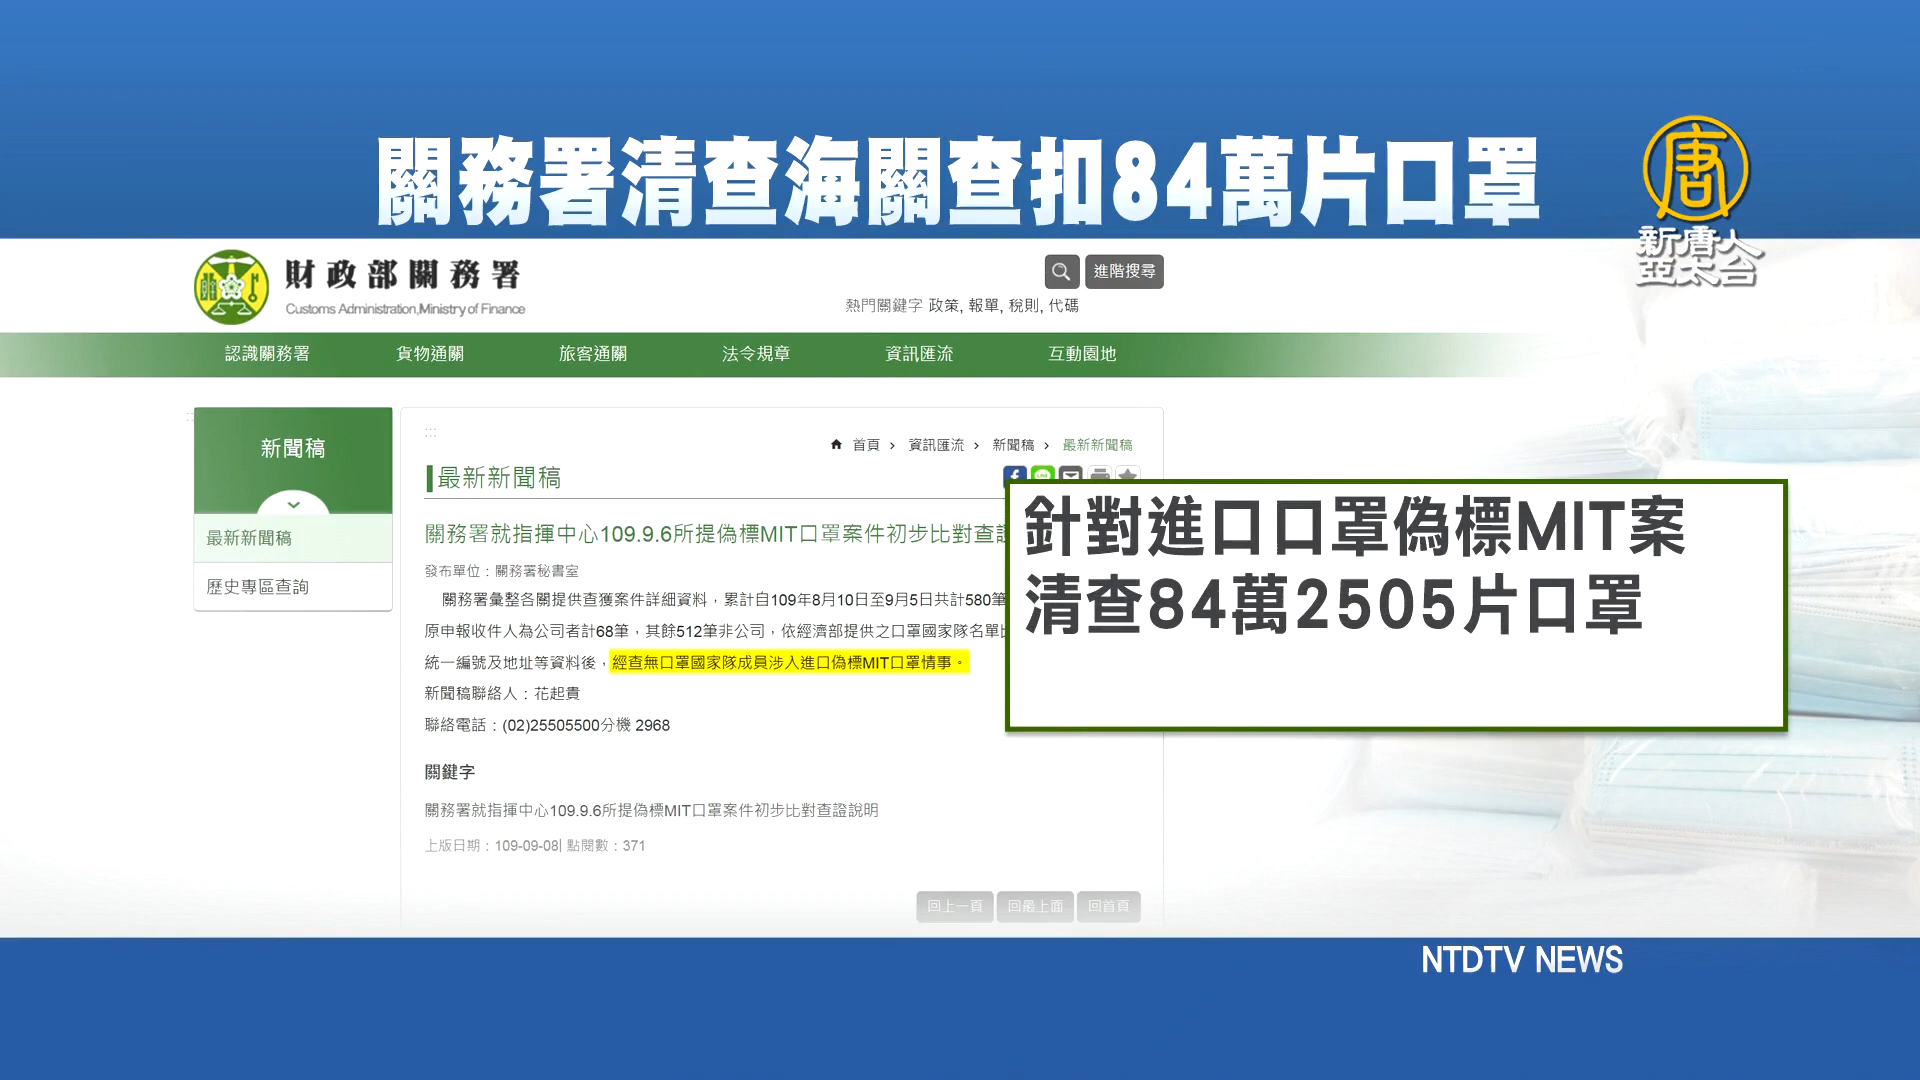 關務署清查海關查扣84萬片口罩
唐
新唐人
亞太台
財政部關務署
Customs Administration,Ministry of Finance
進階搜尋
熱門關鍵字 政策, 報單, 稅則, 代碼
認識關務署 貨物通關 旅客通關 法令規章 資訊匯流 互動園地
新聞稿
最新新聞稿
歷史專區查詢
首頁 > 資訊匯流 > 新聞稿 > 最新新聞稿
最新新聞稿
關務署就指揮中心109.9.6所提偽標MIT口罩案件初步比對查
發布單位：關務署秘書室
關務署彙整各關提供查獲案件詳細資料，累計自109年8月10日至9月5日共計580筆
原申報收件人為公司者計68筆，其餘512筆非公司，依經濟部提供之口罩國家隊名單
統一編號及地址等資料後，經查無口罩國家隊成員涉入進口偽標MIT口罩情事。
新聞稿聯絡人：花起貴
聯絡電話：(02)25505500分機 2968
關鍵字
關務署就指揮中心109.9.6所提偽標MIT口罩案件初步比對查證說明
上版日期：109-09-08| 點閱數：371
回上一頁 回最上面 回首頁
針對進口口罩偽標MIT案
清查84萬2505片口罩
NTDTV NEWS